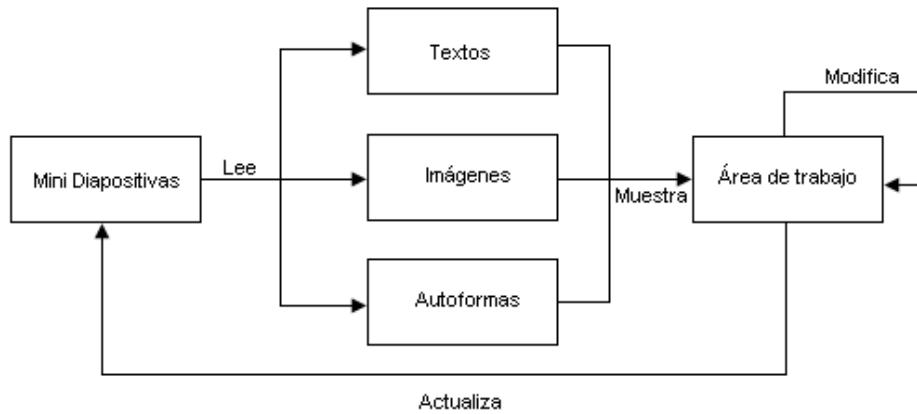 Textos
Modifica
Mini Diapositivas
Lee
Imágenes
Muestra
Área de trabajo
Autoformas
Actualiza